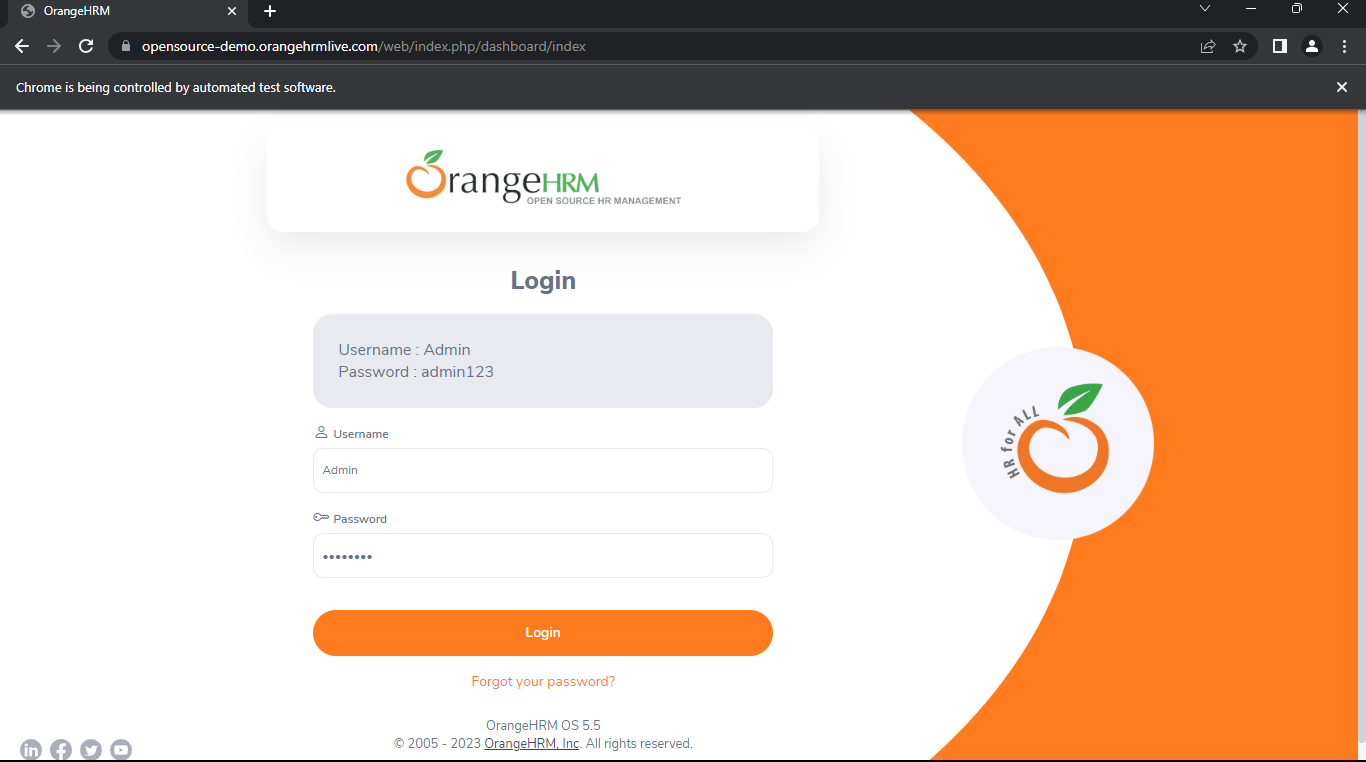 OrangeHRM
opensource-demo.orangehrmlive.com/web/index.php/dashboard/index
Chrome is being controlled by automated test software.
OrangeHRM
OPEN SOURCE HR MANAGEMENT
Login
Username : Admin
Password : admin123
Username
Admin
Password
••••••••
Login
Forgot your password?
OrangeHRM OS 5.5
© 2005 - 2023 OrangeHRM, Inc. All rights reserved.
HR for ALL